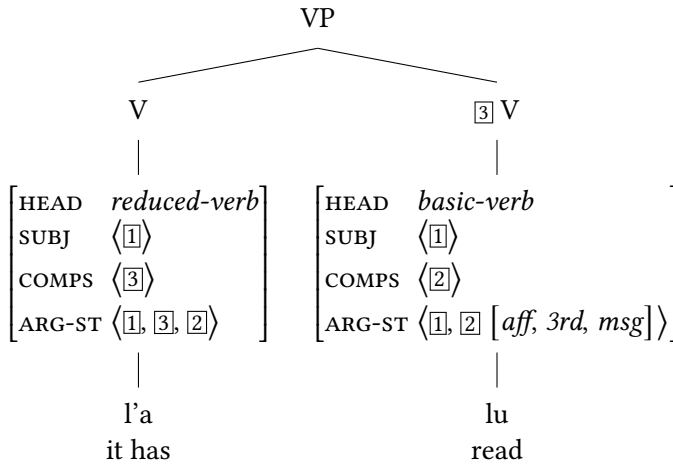 VP
V 3 V
HEAD reduced-verb HEAD basic-verb
SUBJ ⟨1⟩ SUBJ ⟨1⟩
COMPS ⟨3⟩ COMPS ⟨2⟩
ARG-ST ⟨1, 3, 2⟩ ARG-ST ⟨1, 2 [aff, 3rd, msg]⟩
l’a lu
it has read